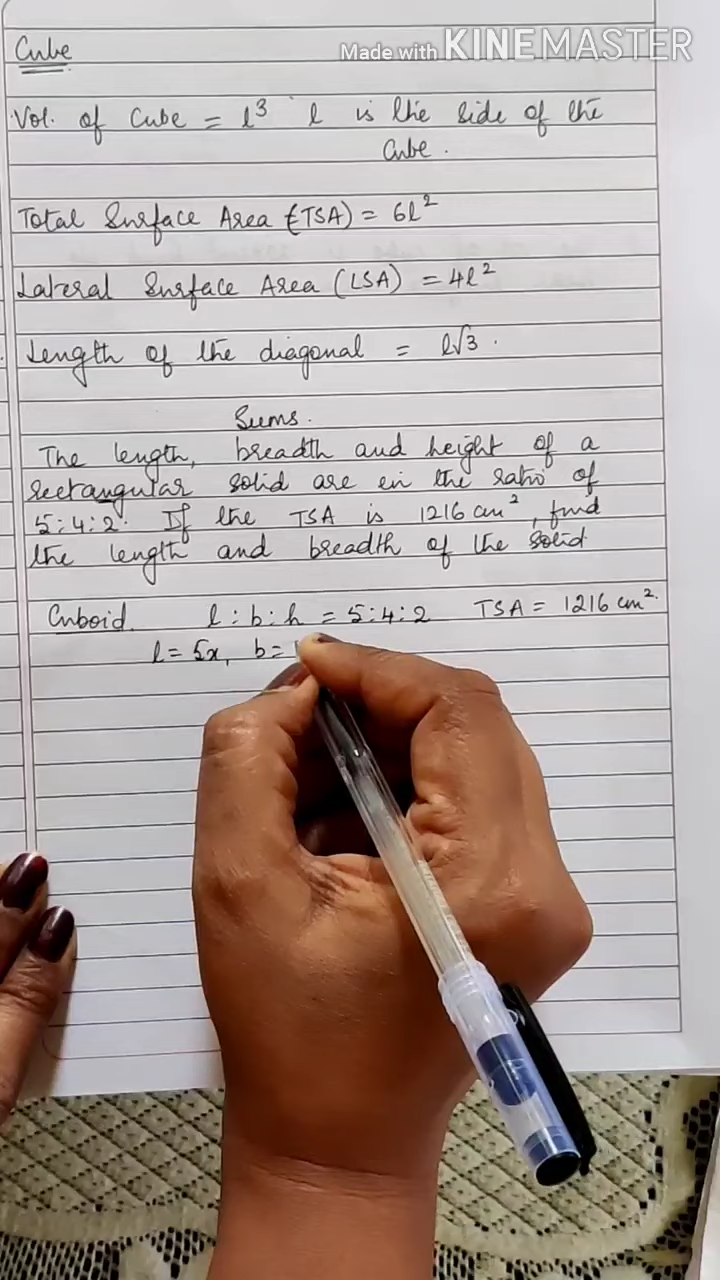 Made with KINEMASTER
Cube
Vol. of Cube = l³ l is the side of the
Cube.
Total Surface Area (TSA) = 6l²
Lateral Surface Area (LSA) = 4l²
Length of the diagonal = l√3.
Sums.
The length, breadth and height of a
rectangular solid are in the ratio of
5:4:2. If the TSA is 1216 cm², find
the length and breadth of the solid
Cuboid. l : b : h = 5:4:2 TSA = 1216 cm².
l = 5x, b =